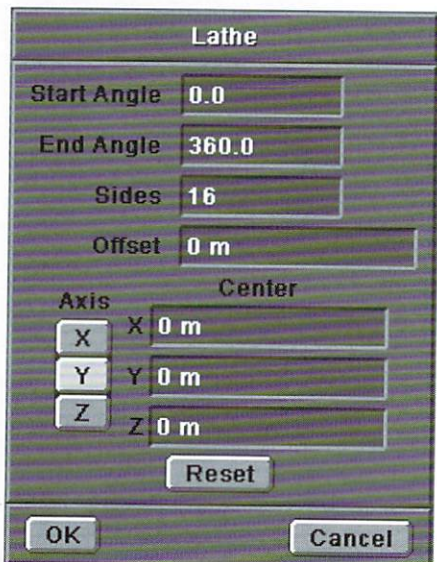 Lathe
Start Angle 0.0
End Angle 360.0
Sides 16
Offset 0 m
Axis Center
X X 0 m
Y Y 0 m
Z Z 0 m
Reset
OK Cancel